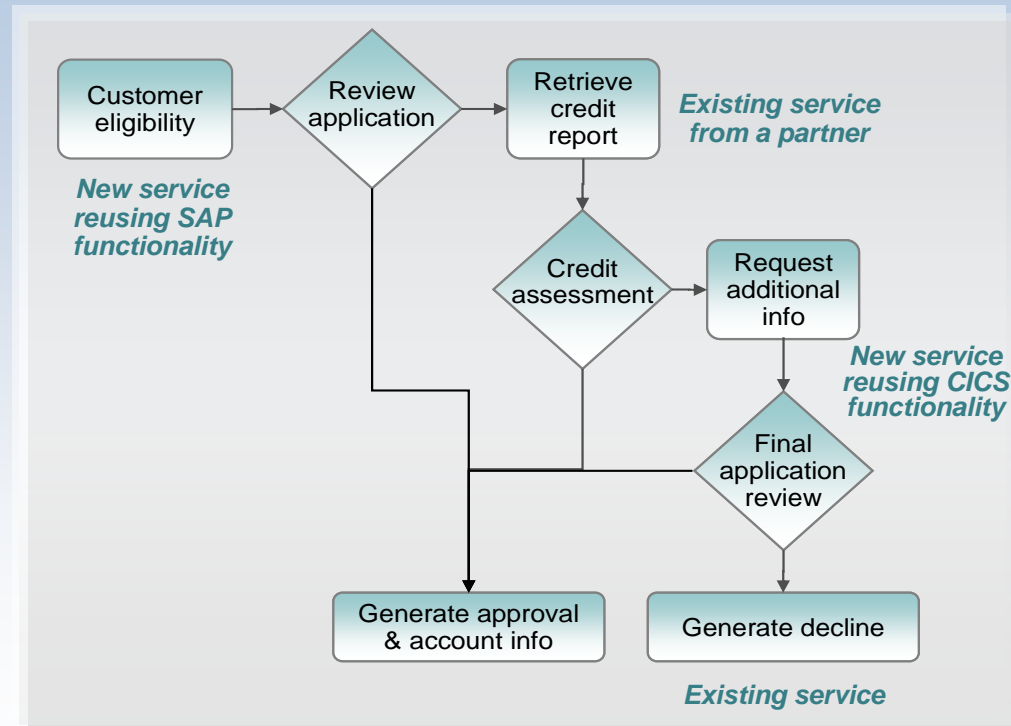 Customer
eligibility
Review
application
Retrieve
credit
report
Existing service
from a partner
New service
reusing SAP
functionality
Credit
assessment
Request
additional
info
New service
reusing CICS
functionality
Final
application
review
Generate approval
& account info
Generate decline
Existing service